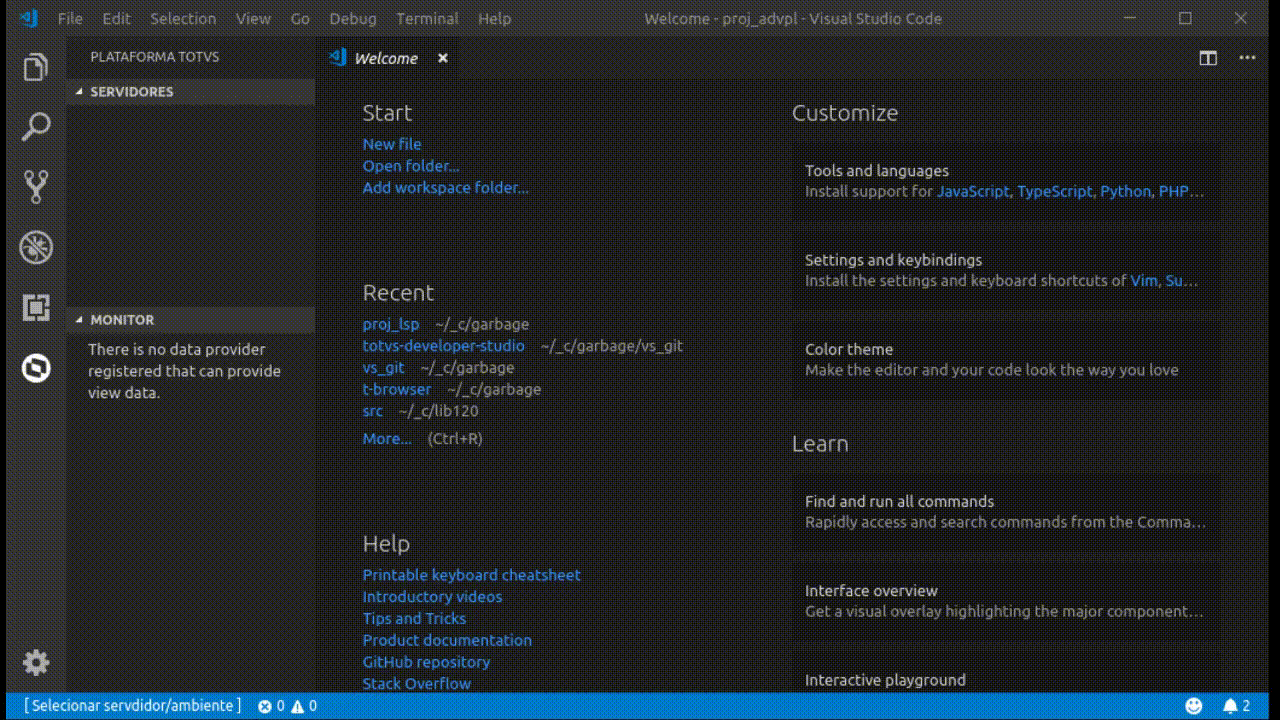 File Edit Selection View Go Debug Terminal Help Welcome - proj_advpl - Visual Studio Code
PLATAFORMA TOTVS
SERVIDORES
MONITOR
There is no data provider
registered that can provide
view data.
Welcome
Start
New file
Open folder...
Add workspace folder...
Recent
proj_lsp ~/_c/garbage
totvs-developer-studio ~/_c/garbage/vs_git
vs_git ~/_c/garbage
t-browser ~/_c/garbage
src ~/_c/lib120
More... (Ctrl+R)
Help
Printable keyboard cheatsheet
Introductory videos
Tips and Tricks
Product documentation
GitHub repository
Stack Overflow
Customize
Tools and languages
Install support for JavaScript, TypeScript, Python, PHP...
Settings and keybindings
Install the settings and keyboard shortcuts of Vim, Su...
Color theme
Make the editor and your code look the way you love
Learn
Find and run all commands
Rapidly access and search commands from the Comma...
Interface overview
Get a visual overlay highlighting the major component...
Interactive playground
[ Selecionar servdidor/ambiente ] 0 0 2